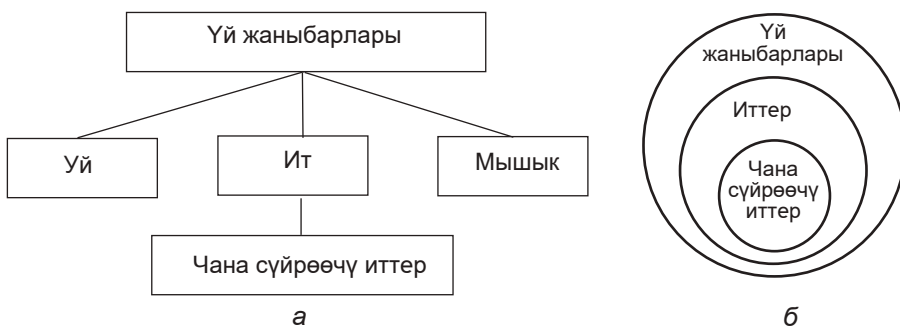 Үй жаныбарлары
Уй
Ит
Мышык
Чана сүйрөөчү иттер
а
Үй
жаныбарлары
Иттер
Чана
сүйрөөчү
иттер
б